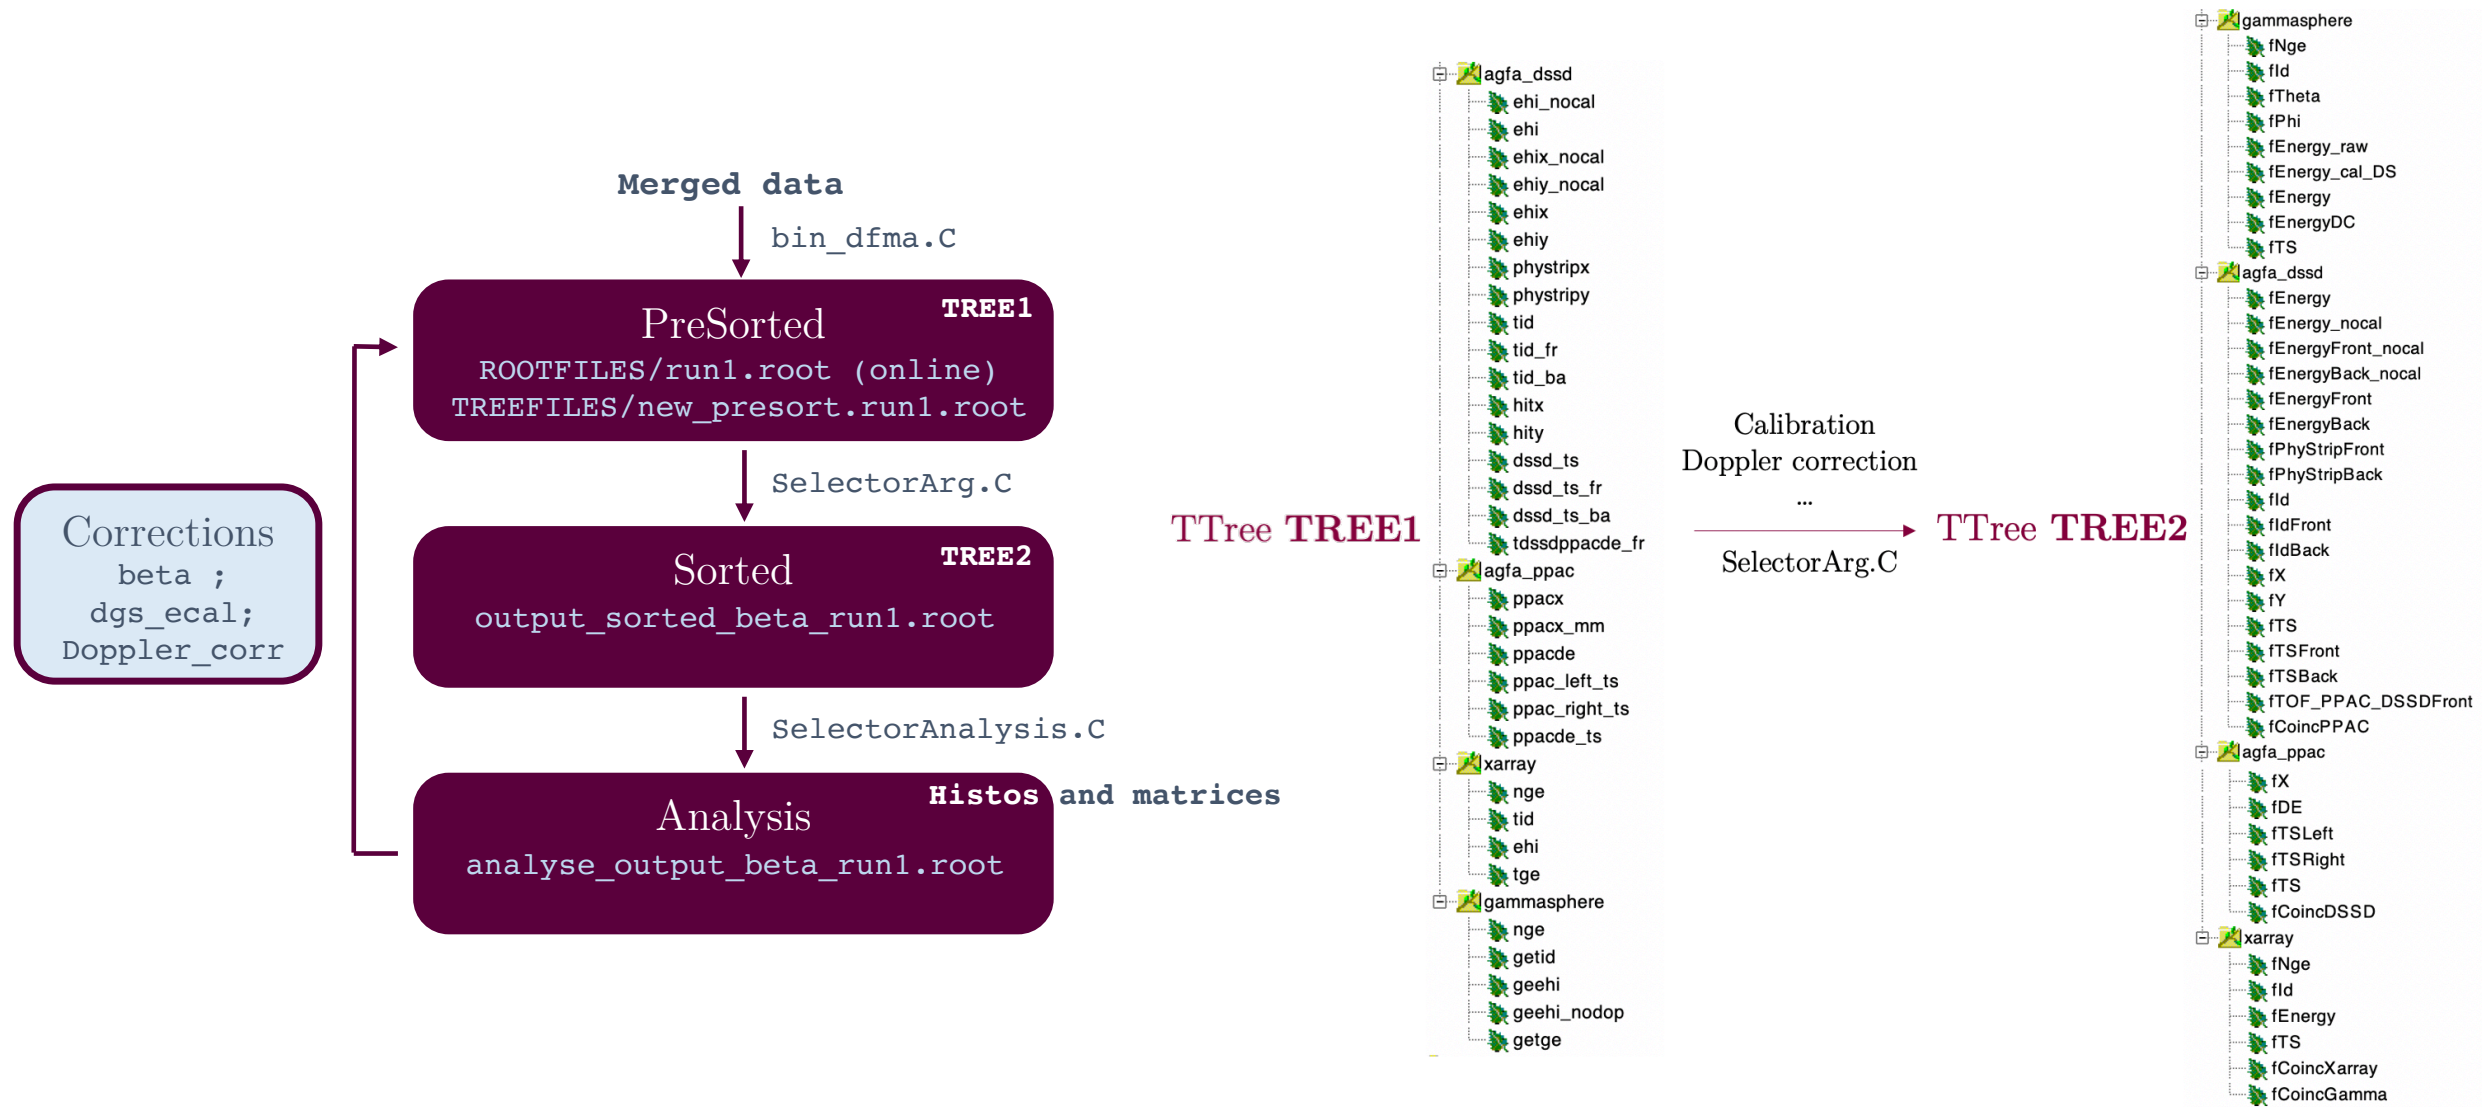 Merged data
bin_dfma.C
TREE1
PreSorted
ROOTFILES/run1.root (online)
TREEFILES/new_presort.run1.root
SelectorArg.C
TREE2
Sorted
output_sorted_beta_run1.root
SelectorAnalysis.C
Histos and matrices
Analysis
analyse_output_beta_run1.root
Corrections
beta ;
dgs_ecal;
Doppler_corr
TTree TREE1
agfa_dssd
ehi_nocal
ehi
ehix_nocal
ehiy_nocal
ehix
ehiy
phystripx
phystripy
tid
tid_fr
tid_ba
hitx
hity
dssd_ts
dssd_ts_fr
dssd_ts_ba
tdssdppacde_fr
agfa_ppac
ppacx
ppacx_mm
ppacde
ppac_left_ts
ppac_right_ts
ppacde_ts
xarray
nge
tid
ehi
tge
gammasphere
nge
getid
geehi
geehi_nodop
getge
Calibration
Doppler correction
...
SelectorArg.C
TTree TREE2
gammasphere
fNge
fId
fTheta
fPhi
fEnergy_raw
fEnergy_cal_DS
fEnergy
fEnergyDC
fTS
agfa_dssd
fEnergy
fEnergy_nocal
fEnergyFront_nocal
fEnergyBack_nocal
fEnergyFront
fEnergyBack
fPhyStripFront
fPhyStripBack
fId
fIdFront
fIdBack
fX
fY
fTS
fTSFront
fTSBack
fTOF_PPAC_DSSDFront
fCoincPPAC
agfa_ppac
fX
fDE
fTSLeft
fTSRight
fTS
fCoincDSSD
xarray
fNge
fId
fEnergy
fTS
fCoincXarray
fCoincGamma